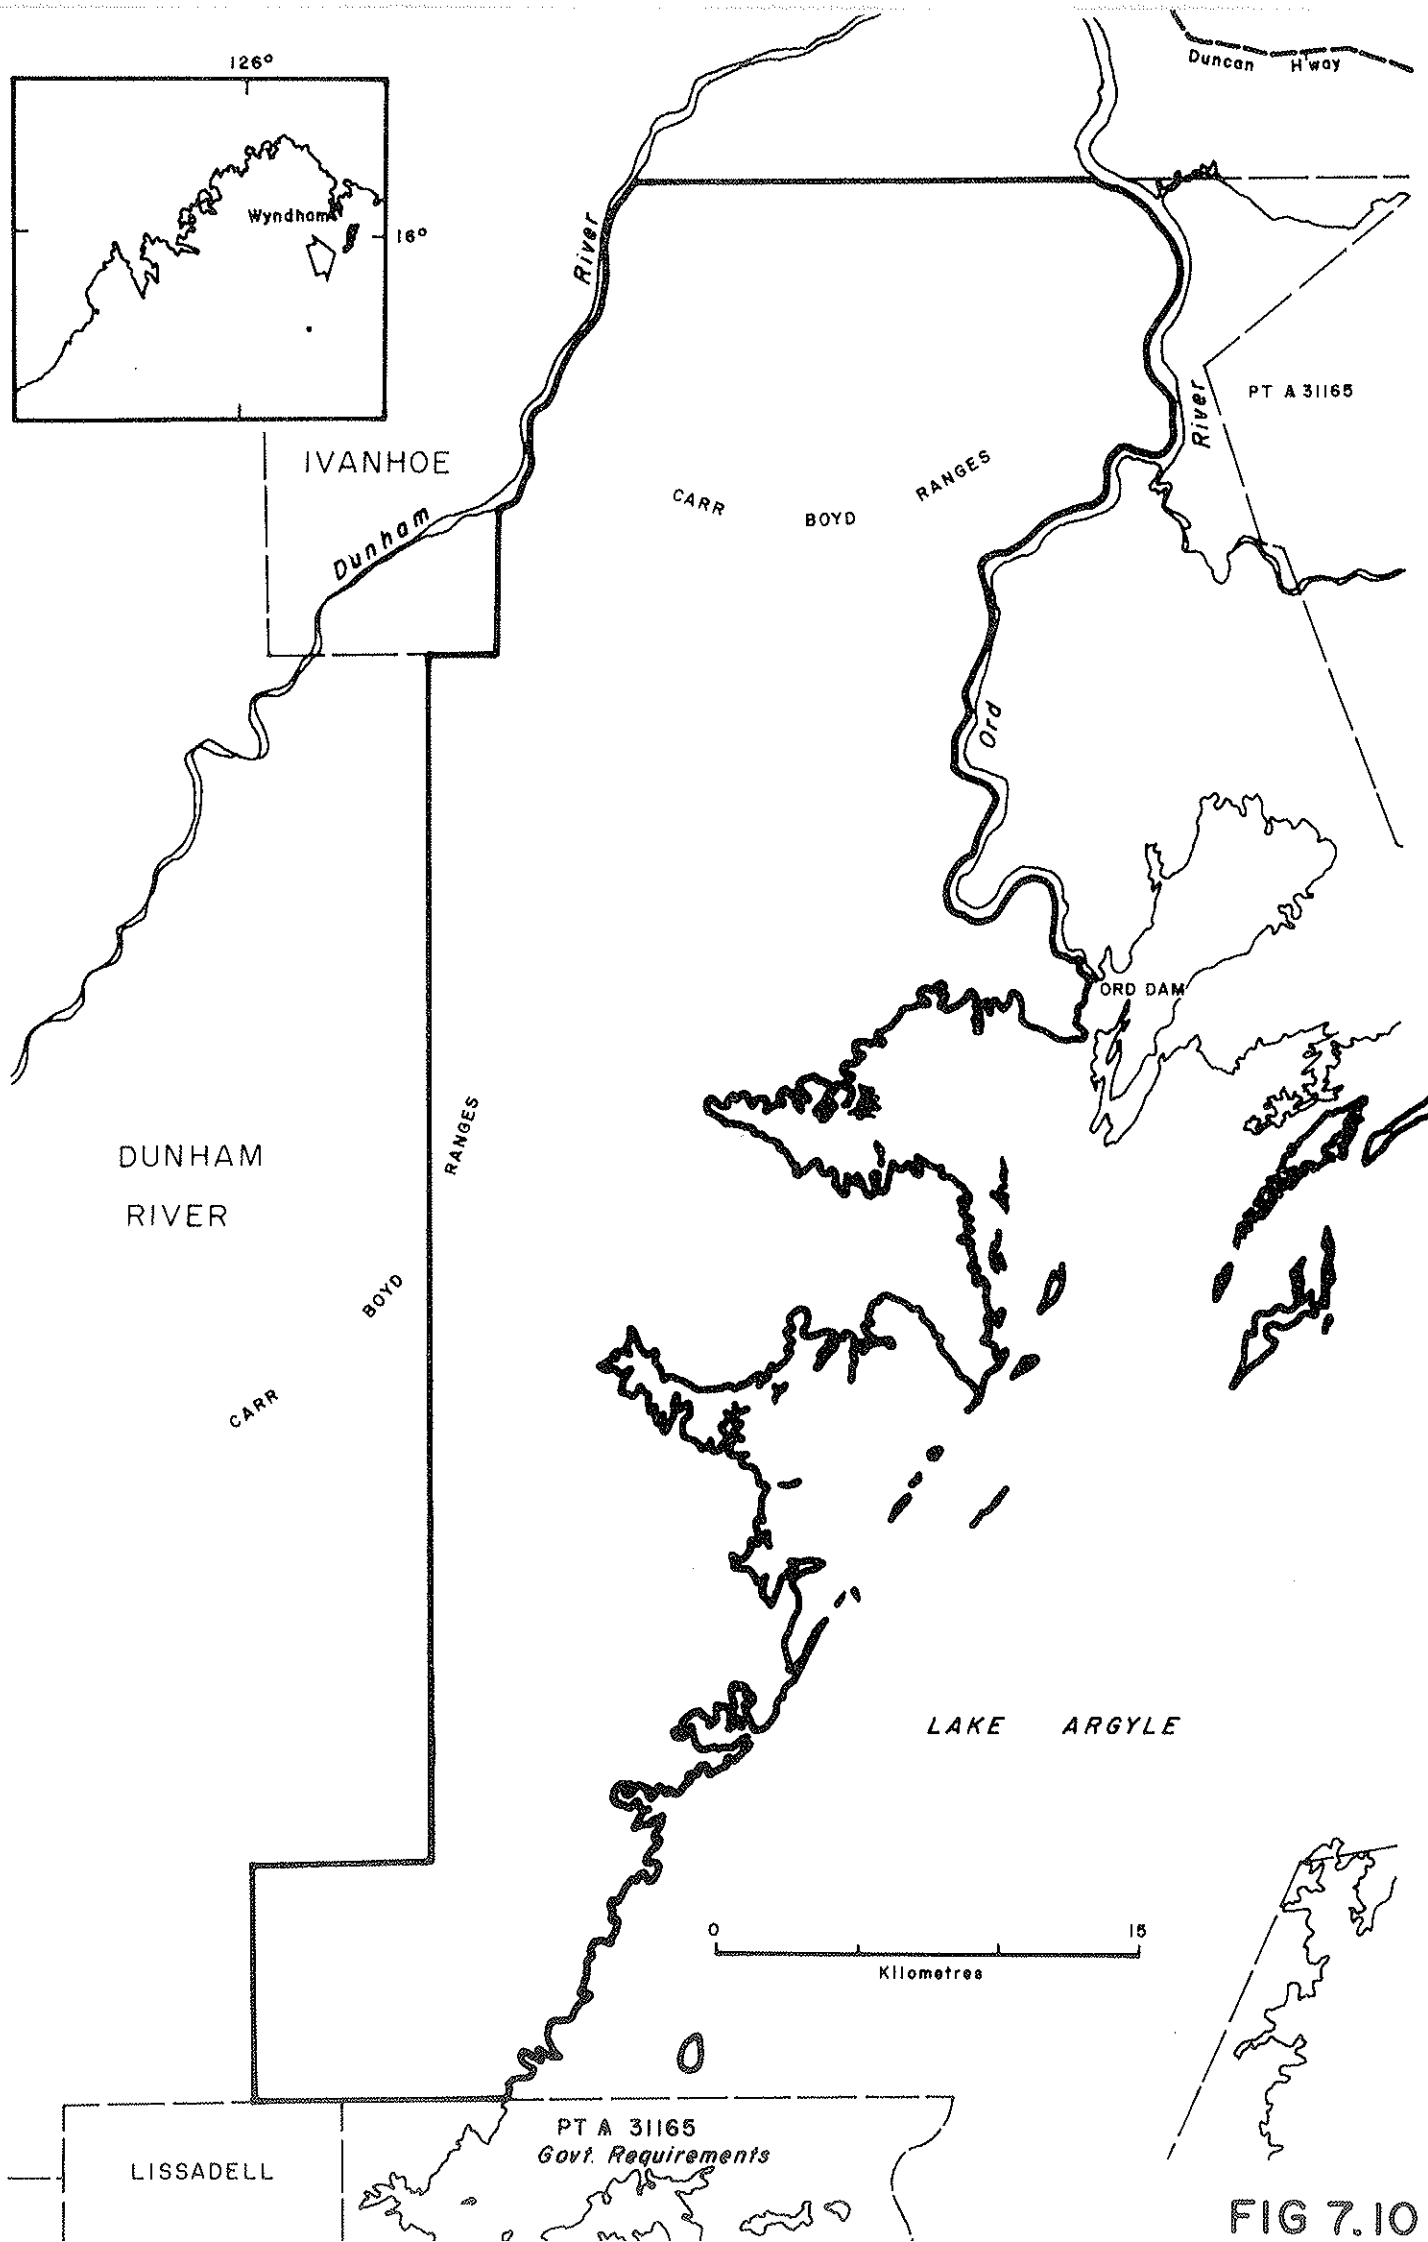 126°
Duncan H'way
Wyndham
16°
River
PT A 31165
River
IVANHOE
CARR BOYD RANGES
Dunham
Ord
ORD DAM
DUNHAM
RIVER
RANGES
BOYD
CARR
LAKE ARGYLE
0 15
Kilometres
PT A 31165
Govt. Requirements
LISSADELL
FIG 7.10